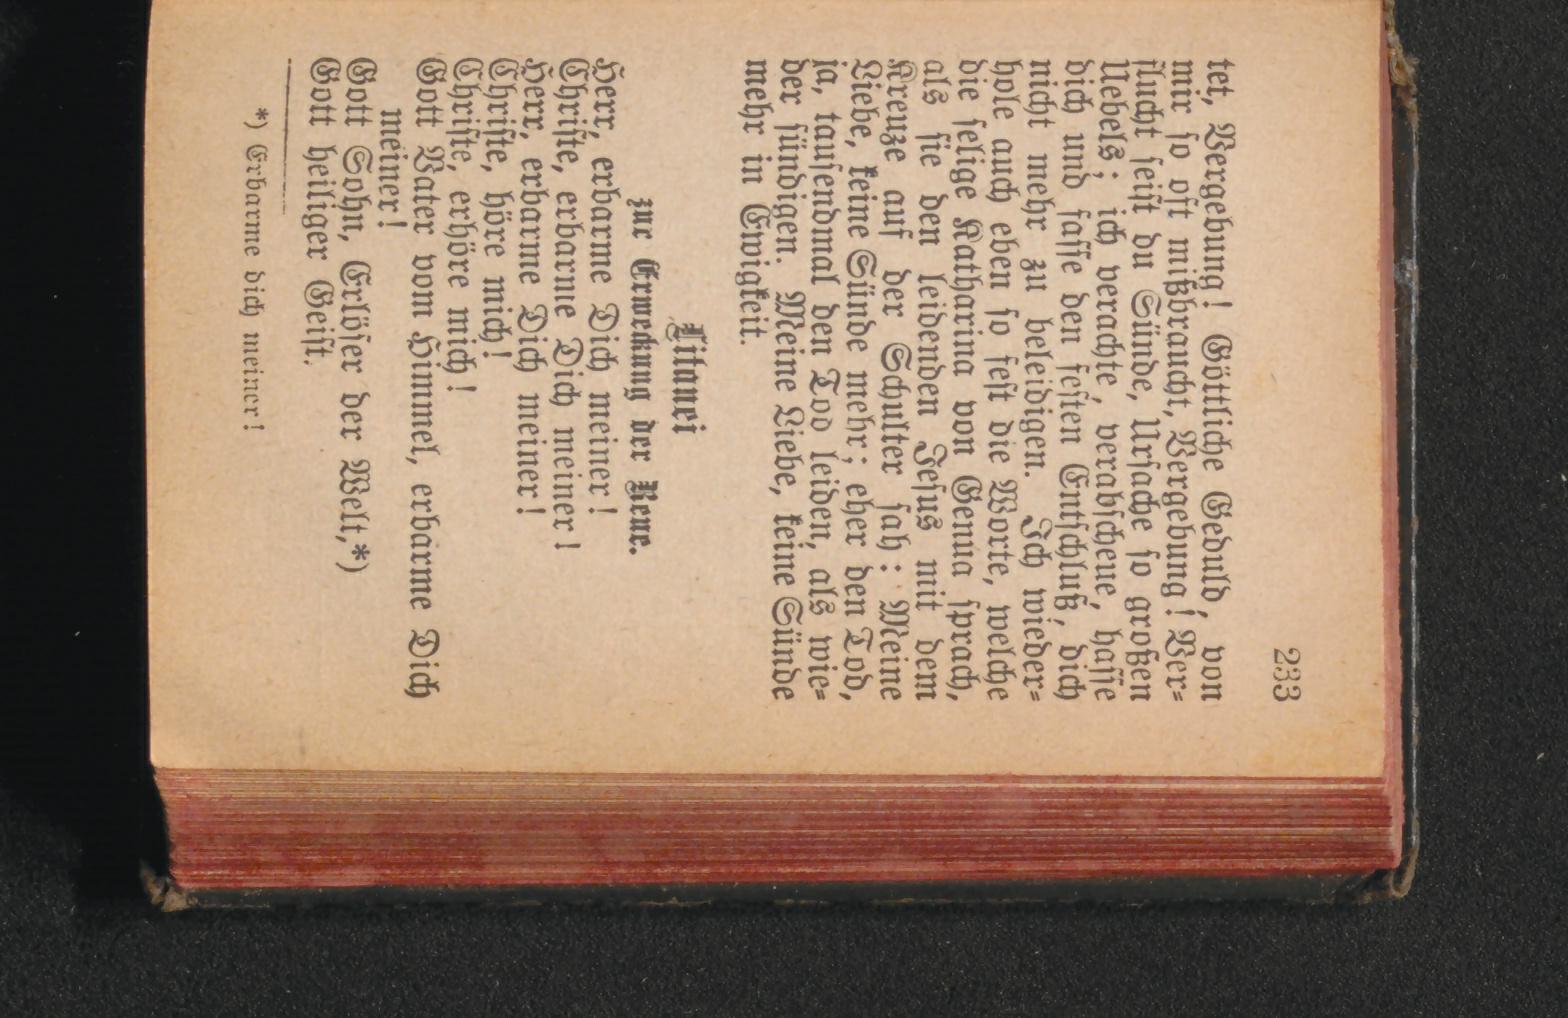 233
tet, Vergebung! Göttliche Geduld, von
mir so oft mißbraucht, Vergebung! Ver-
flucht seist du Sünde, Ursache so großen
Uebels; ich verachte, verabscheue, hasse
dich und fasse den festen Entschluß, dich
nicht mehr zu beleidigen. Ich wieder-
hole auch eben so fest die Worte, welche
die selige Katharina von Genua sprach,
als sie den leidenden Jesus mit dem
Kreuze auf der Schulter sah: Meine
Liebe, keine Sünde mehr; eher den Tod,
ja, tausendmal den Tod leiden, als wie-
der sündigen. Meine Liebe, keine Sünde
mehr in Ewigkeit.
Litanei
zur Erweckung der Reue.
Herr, erbarme Dich meiner!
Christe, erbarme Dich meiner!
Herr, erbarme Dich meiner!
Christe, höre mich!
Christe, erhöre mich!
Gott Vater vom Himmel, erbarme Dich
meiner!
Gott Sohn, Erlöser der Welt,*)
Gott heiliger Geist.
*) Erbarme dich meiner!